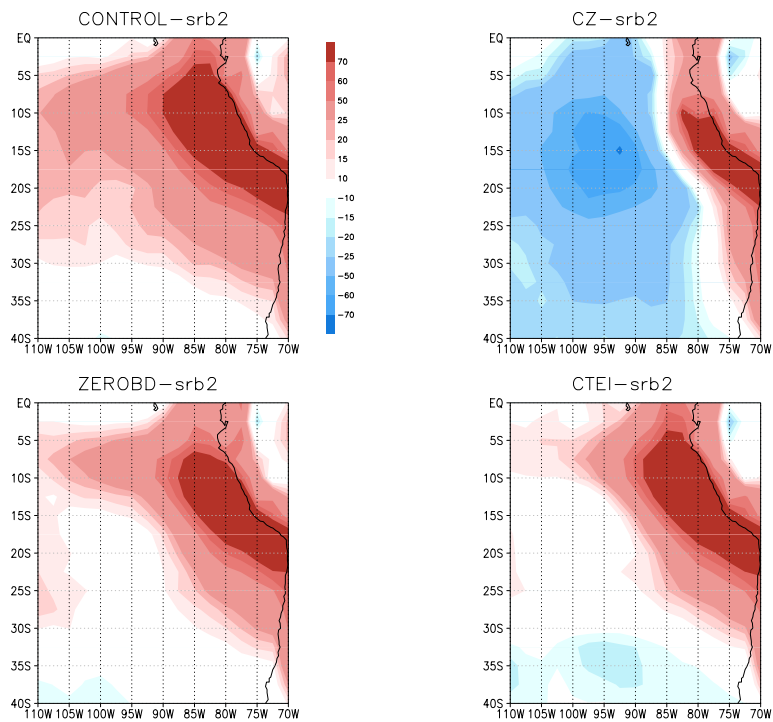 CONTROL-srb2
CZ-srb2
EQ
5S
10S
15S
20S
25S
30S
35S
40S
110W 105W 100W 95W 90W 85W 80W 75W 70W
70
60
50
25
20
15
10
-10
-15
-20
-25
-50
-60
-70
EQ
5S
10S
15S
20S
25S
30S
35S
40S
110W 105W 100W 95W 90W 85W 80W 75W 70W
ZEROBD-srb2
CTEI-srb2
EQ
5S
10S
15S
20S
25S
30S
35S
40S
110W 105W 100W 95W 90W 85W 80W 75W 70W
EQ
5S
10S
15S
20S
25S
30S
35S
40S
110W 105W 100W 95W 90W 85W 80W 75W 70W